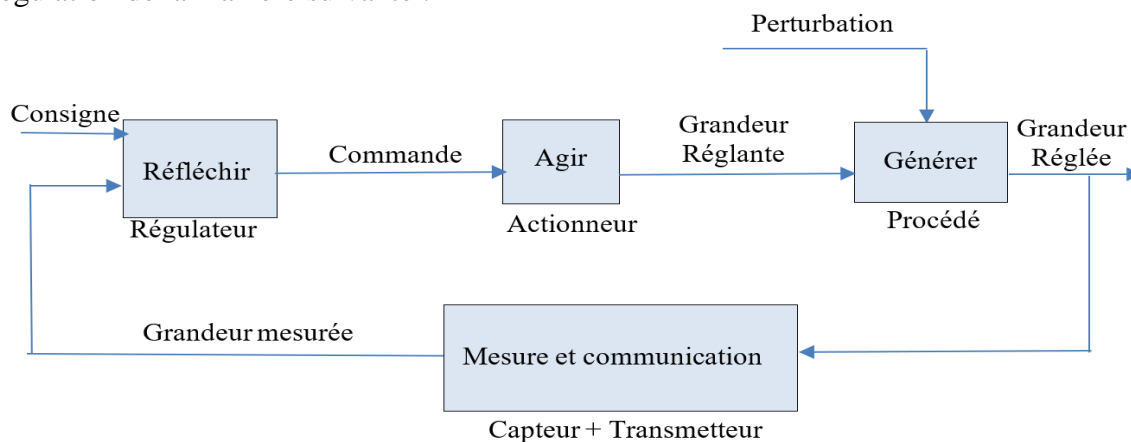 Perturbation
Consigne
Réfléchir
Régulateur
Commande
Agir
Actionneur
Grandeur
Réglante
Générer
Procédé
Grandeur
Réglée
Grandeur mesurée
Mesure et communication
Capteur + Transmetteur